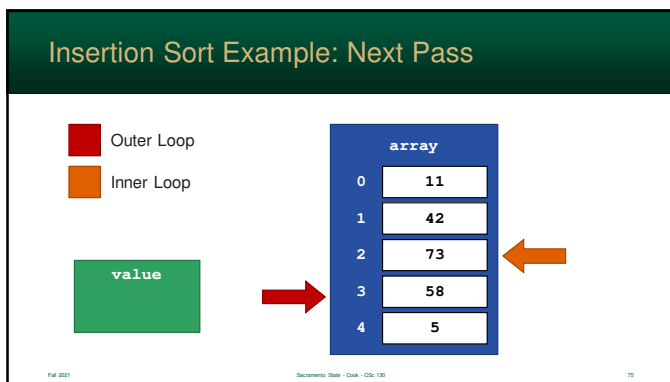 Insertion Sort Example: Next Pass
Outer Loop
Inner Loop
value
array
0 11
1 42
2 73
3 58
4 5
Fall 2021
Sacramento State - Cook - CSc 130
75